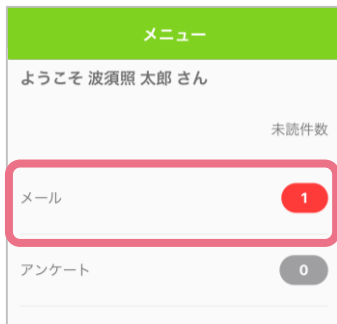 メニュー
ようこそ 波須照 太郎 さん
未読件数
メール 1
アンケート 0